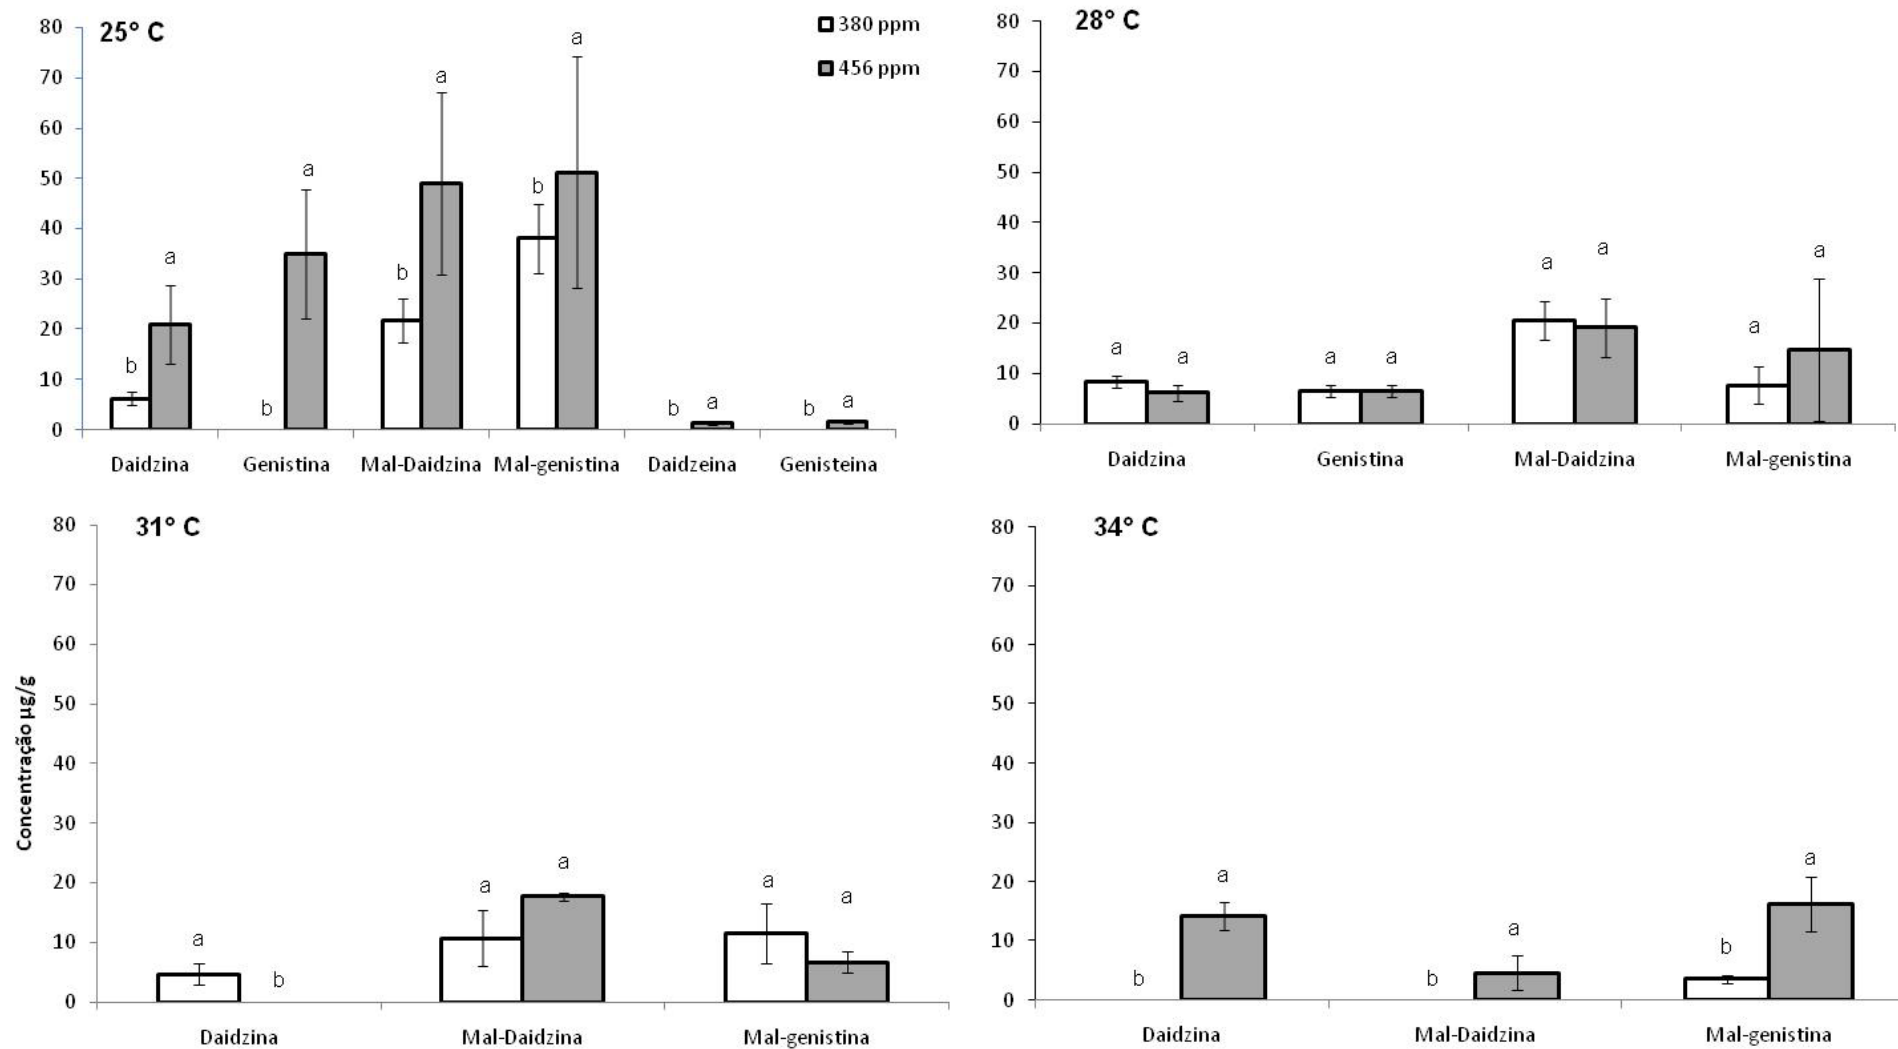 25° C
380 ppm
456 ppm
80
70
60
50
40
30
20
10
0
b
a
b
a
b
a
b
a
b
a
b
a
Daidzina
Genistina
Mal-Daidzina
Mal-genistina
Daidzeina
Genisteina
28° C
80
70
60
50
40
30
20
10
0
a
a
a
a
a
a
a
a
Daidzina
Genistina
Mal-Daidzina
Mal-genistina
Concentração µg/g
31° C
80
70
60
50
40
30
20
10
0
a
b
a
a
a
a
Daidzina
Mal-Daidzina
Mal-genistina
34° C
80
70
60
50
40
30
20
10
0
b
a
b
a
b
a
Daidzina
Mal-Daidzina
Mal-genistina